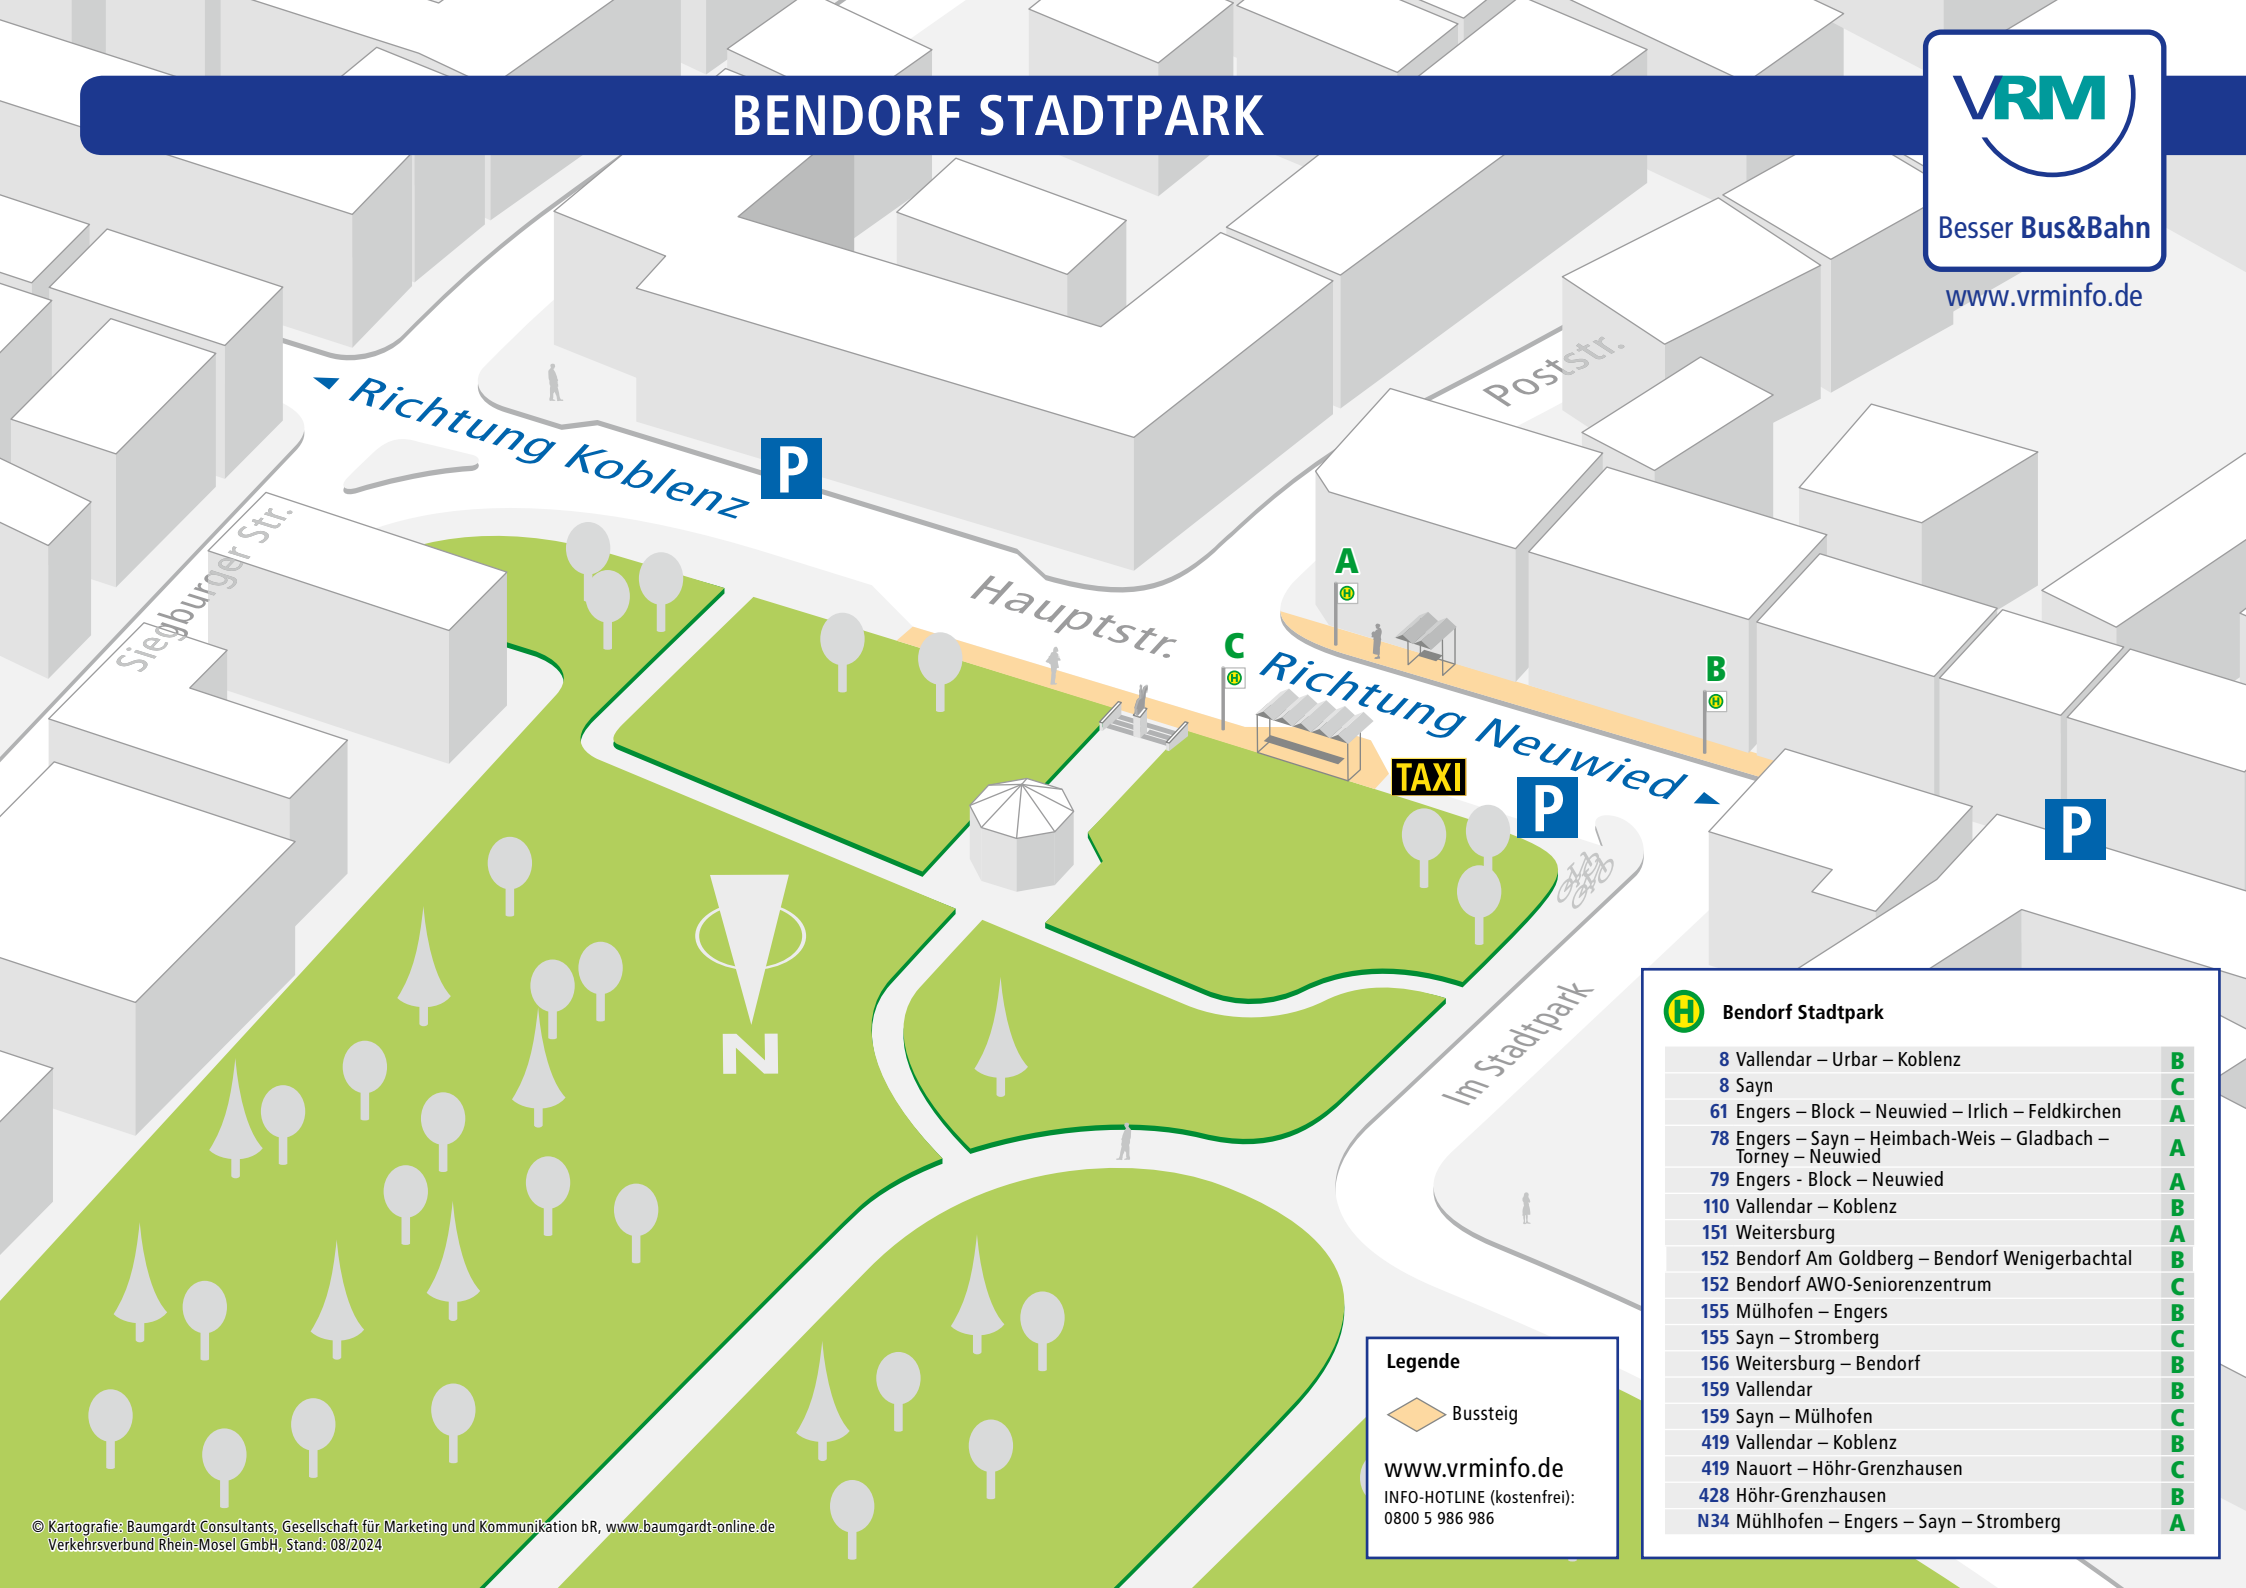 BENDORF STADTPARK
VRM
Besser Bus&Bahn
www.vrminfo.de
Poststr.
Richtung Koblenz
P
Siegburger Str.
Hauptstr.
A
H
C
H
Richtung Neuwied
B
H
TAXI
P
P
N
Im Stadtpark
H Bendorf Stadtpark
8 Vallendar – Urbar – Koblenz B
8 Sayn C
61 Engers – Block – Neuwied – Irlich – Feldkirchen A
78 Engers – Sayn – Heimbach-Weis – Gladbach –
Torney – Neuwied A
79 Engers - Block – Neuwied A
110 Vallendar – Koblenz B
151 Weitersburg A
152 Bendorf Am Goldberg – Bendorf Wenigerbachtal B
152 Bendorf AWO-Seniorenzentrum C
155 Mülhofen – Engers B
155 Sayn – Stromberg C
156 Weitersburg – Bendorf B
159 Vallendar B
159 Sayn – Mülhofen C
419 Vallendar – Koblenz B
419 Nauort – Höhr-Grenzhausen C
428 Höhr-Grenzhausen B
N34 Mühlhofen – Engers – Sayn – Stromberg A
Legende
Bussteig
www.vrminfo.de
INFO-HOTLINE (kostenfrei):
0800 5 986 986
© Kartografie: Baumgardt Consultants, Gesellschaft für Marketing und Kommunikation bR, www.baumgardt-online.de
Verkehrsverbund Rhein-Mosel GmbH, Stand: 08/2024